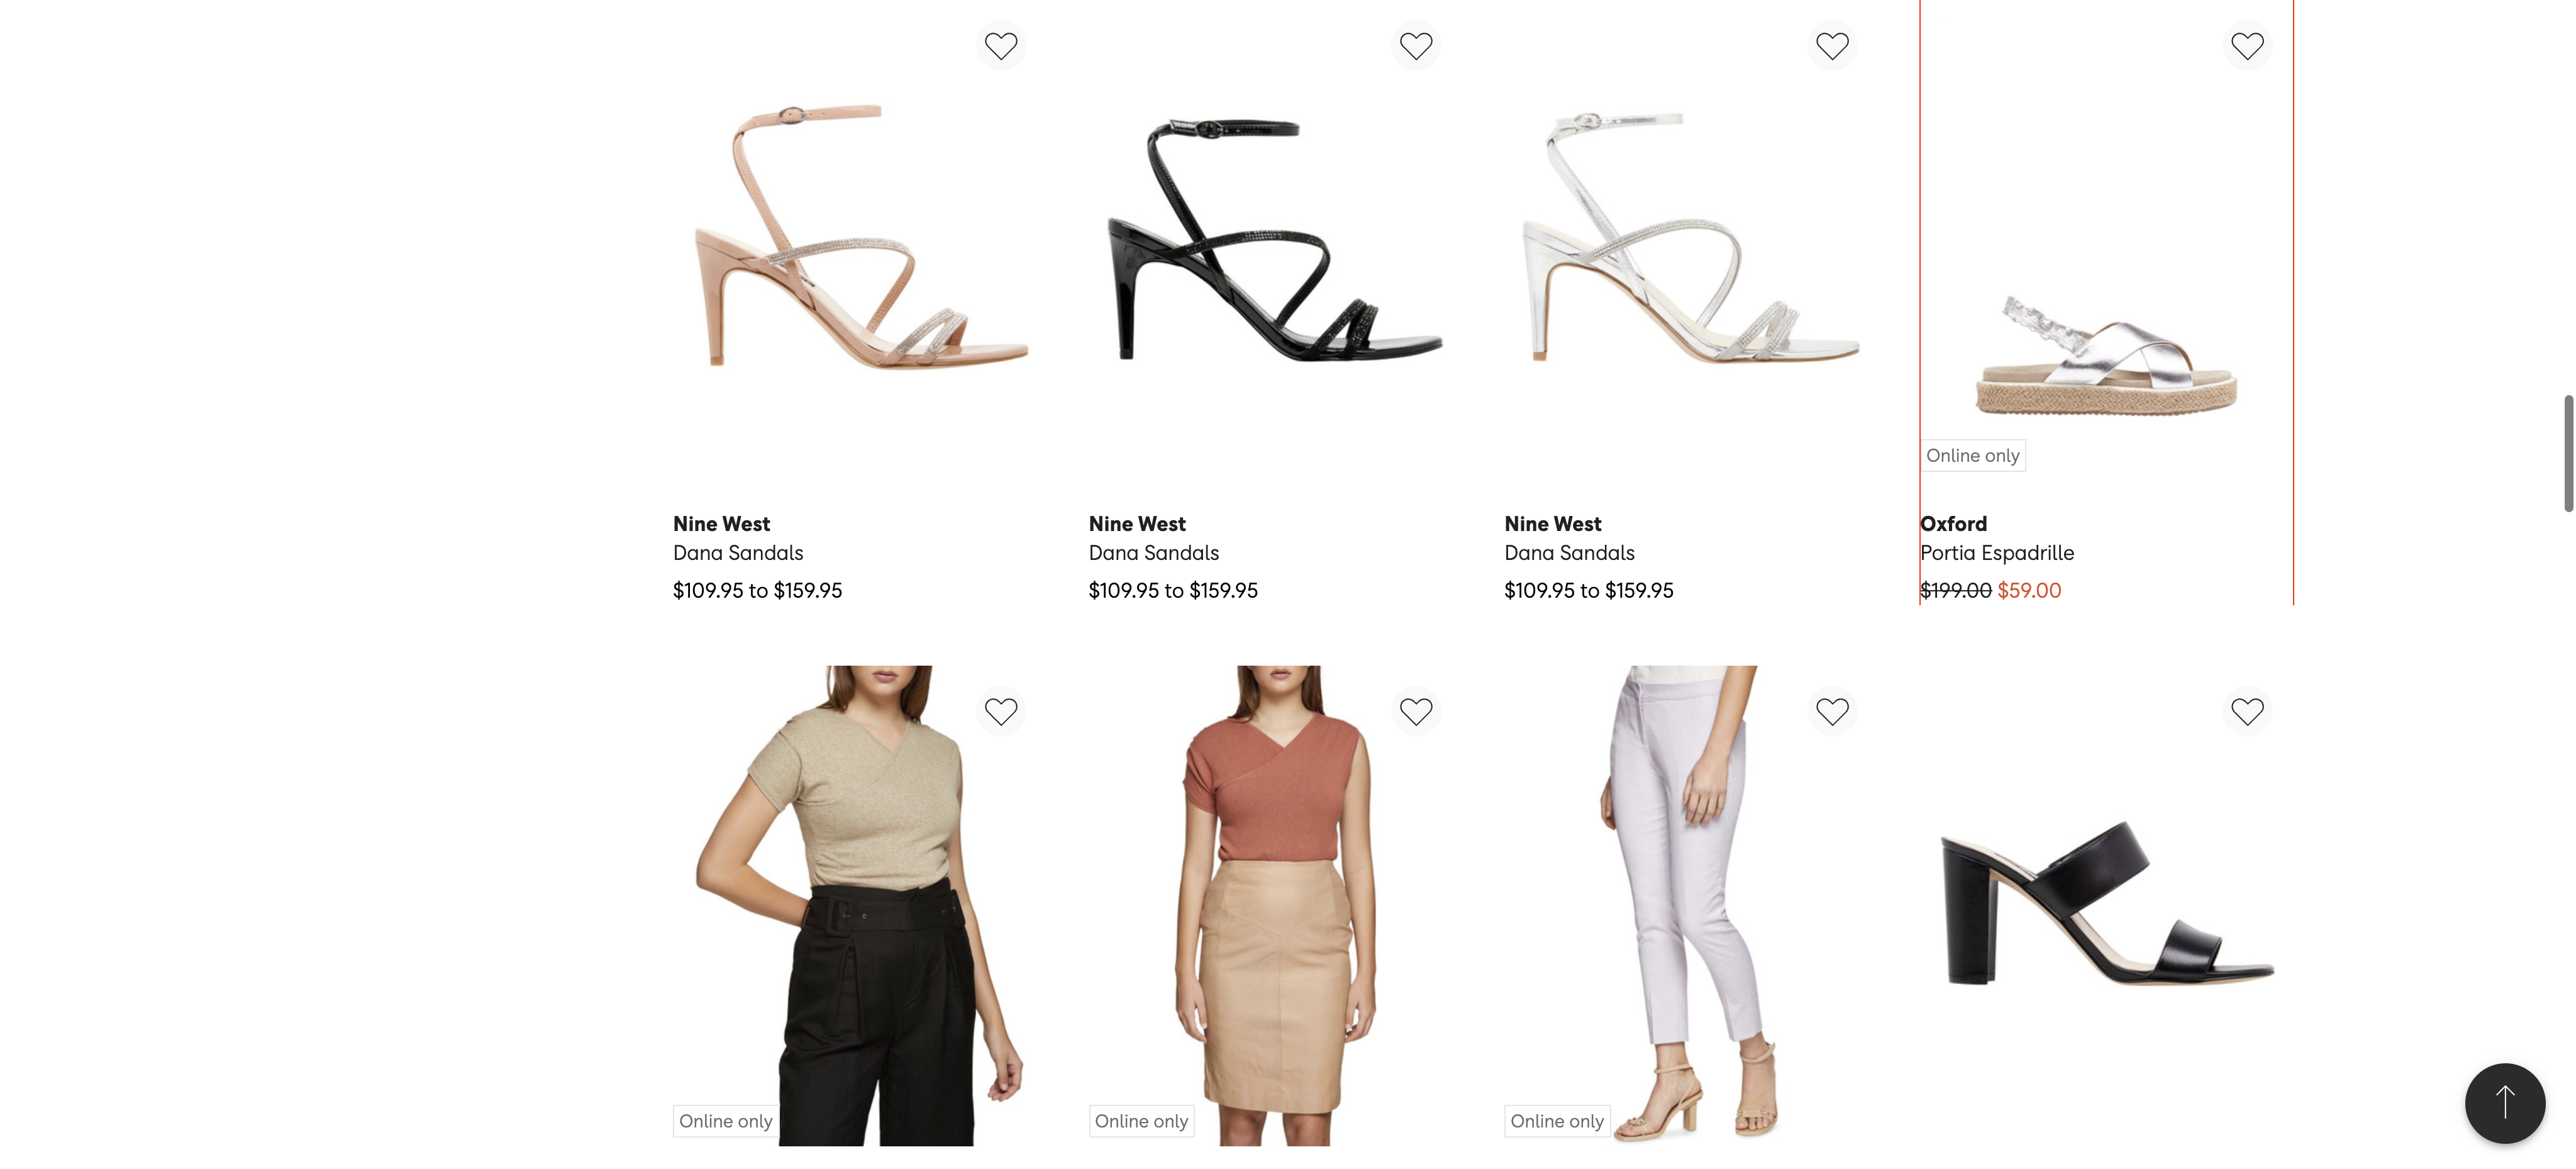 Online only
Nine West
Dana Sandals
$109.95 to $159.95
Nine West
Dana Sandals
$109.95 to $159.95
Nine West
Dana Sandals
$109.95 to $159.95
Oxford
Portia Espadrille
$199.00 $59.00
Online only
Online only
Online only